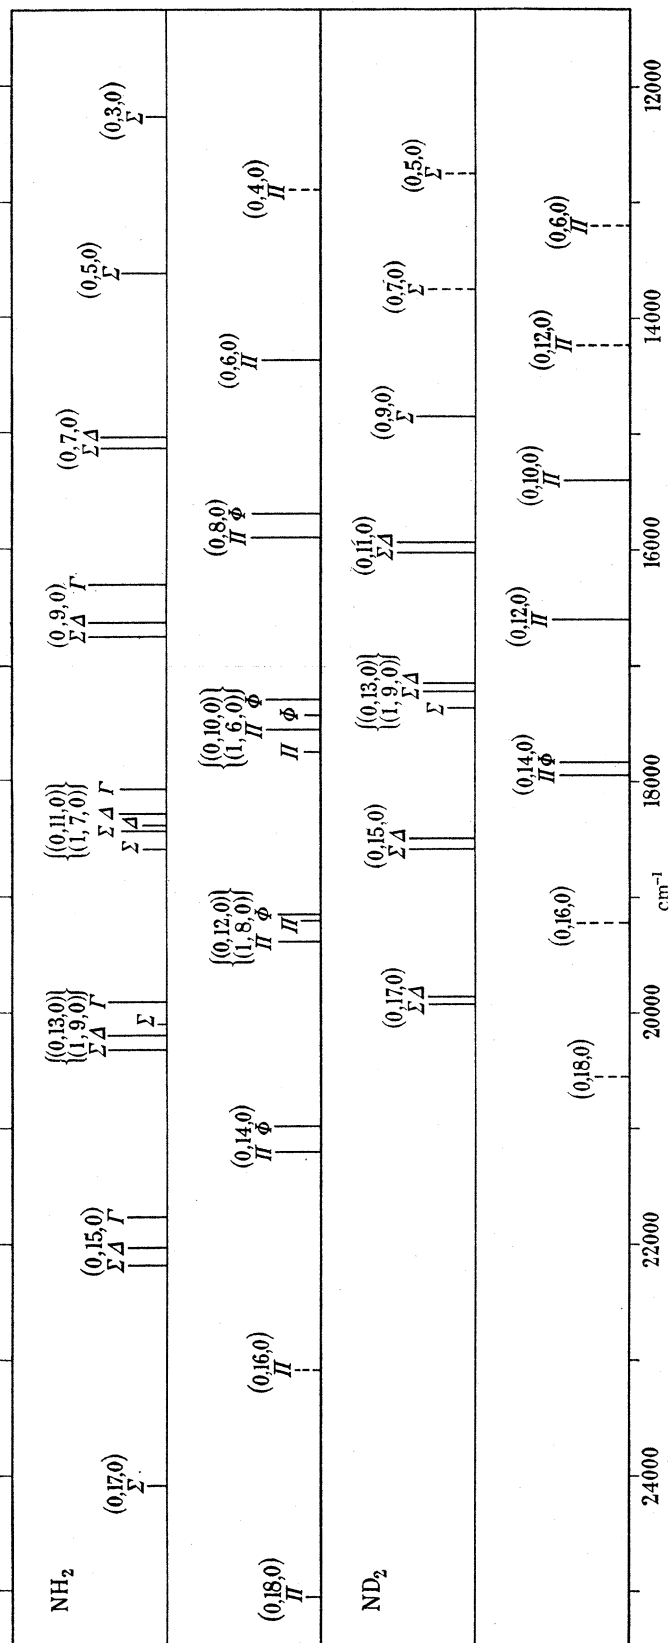 NH2
(0,17,0)
Σ
(0,15,0)
Σ Δ Γ
{(0,13,0)}
{(1, 9,0)}
Σ Δ Γ
Σ
{(0,11,0)}
{(1, 7,0)}
Σ Δ Γ
Σ Δ
(0,9,0)
Σ Δ Γ
(0,7,0)
Σ Δ
(0,5,0)
Σ
(0,3,0)
Σ
(0,18,0)
Π
(0,16,0)
Π
(0,14,0)
Π Φ
{(0,12,0)}
{(1, 8,0)}
Π Φ
Π
{(0,10,0)}
{(1, 6,0)}
Π Φ
Π Φ
(0,8,0)
Π Φ
(0,6,0)
Π
(0,4,0)
Π
ND2
(0,17,0)
Σ Δ
(0,15,0)
Σ Δ
{(0,13,0)}
{(1, 9,0)}
Σ Δ
Σ
(0,11,0)
Σ Δ
(0,9,0)
Σ
(0,7,0)
Σ
(0,5,0)
Σ
(0,18,0)
(0,16,0)
(0,14,0)
Π Φ
(0,12,0)
Π
(0,10,0)
Π
(0,12,0)
Π
(0,6,0)
Π
24000 22000 20000 18000 16000 14000 12000
cm⁻¹